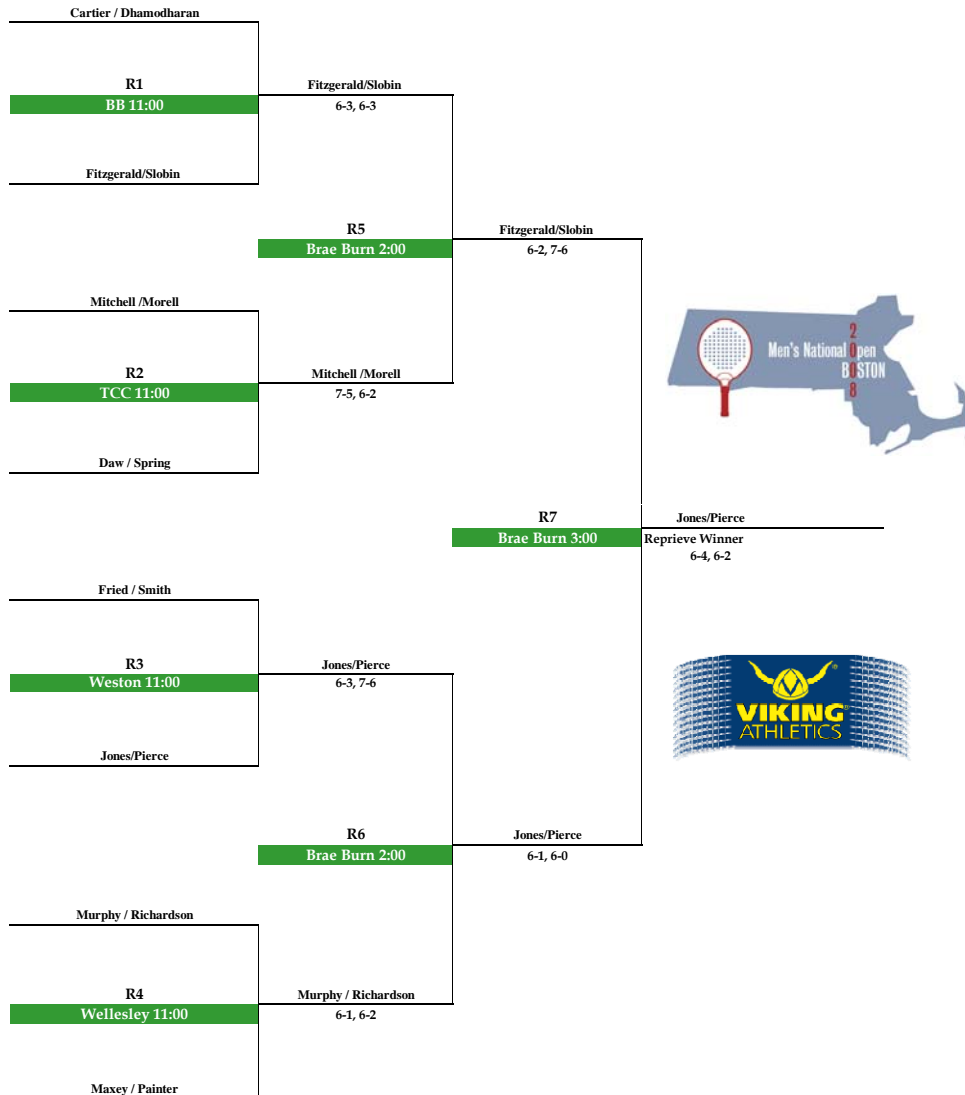 Cartier / Dhamodharan
R1
BB 11:00
Fitzgerald/Slobin
6-3, 6-3
Fitzgerald/Slobin
R5
Brae Burn 2:00
Fitzgerald/Slobin
6-2, 7-6
Mitchell /Morell
R2
TCC 11:00
Mitchell /Morell
7-5, 6-2
Daw / Spring
Men's National Open
BOSTON
2008
R7
Brae Burn 3:00
Jones/Pierce
Reprieve Winner
6-4, 6-2
Fried / Smith
R3
Weston 11:00
Jones/Pierce
6-3, 7-6
Jones/Pierce
VIKING®
ATHLETICS
R6
Brae Burn 2:00
Jones/Pierce
6-1, 6-0
Murphy / Richardson
R4
Wellesley 11:00
Murphy / Richardson
6-1, 6-2
Maxey / Painter